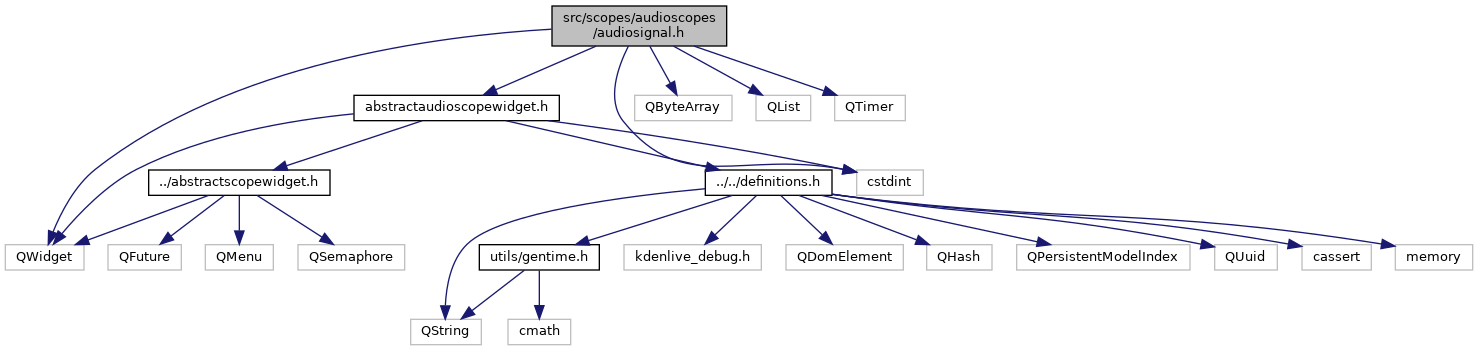 src/scopes/audioscopes
/audiosignal.h
abstractaudioscopewidget.h
QByteArray
QList
QTimer
../abstractscopewidget.h
../../definitions.h
cstdint
QWidget
QFuture
QMenu
QSemaphore
utils/gentime.h
kdenlive_debug.h
QDomElement
QHash
QPersistentModelIndex
QUuid
cassert
memory
QString
cmath